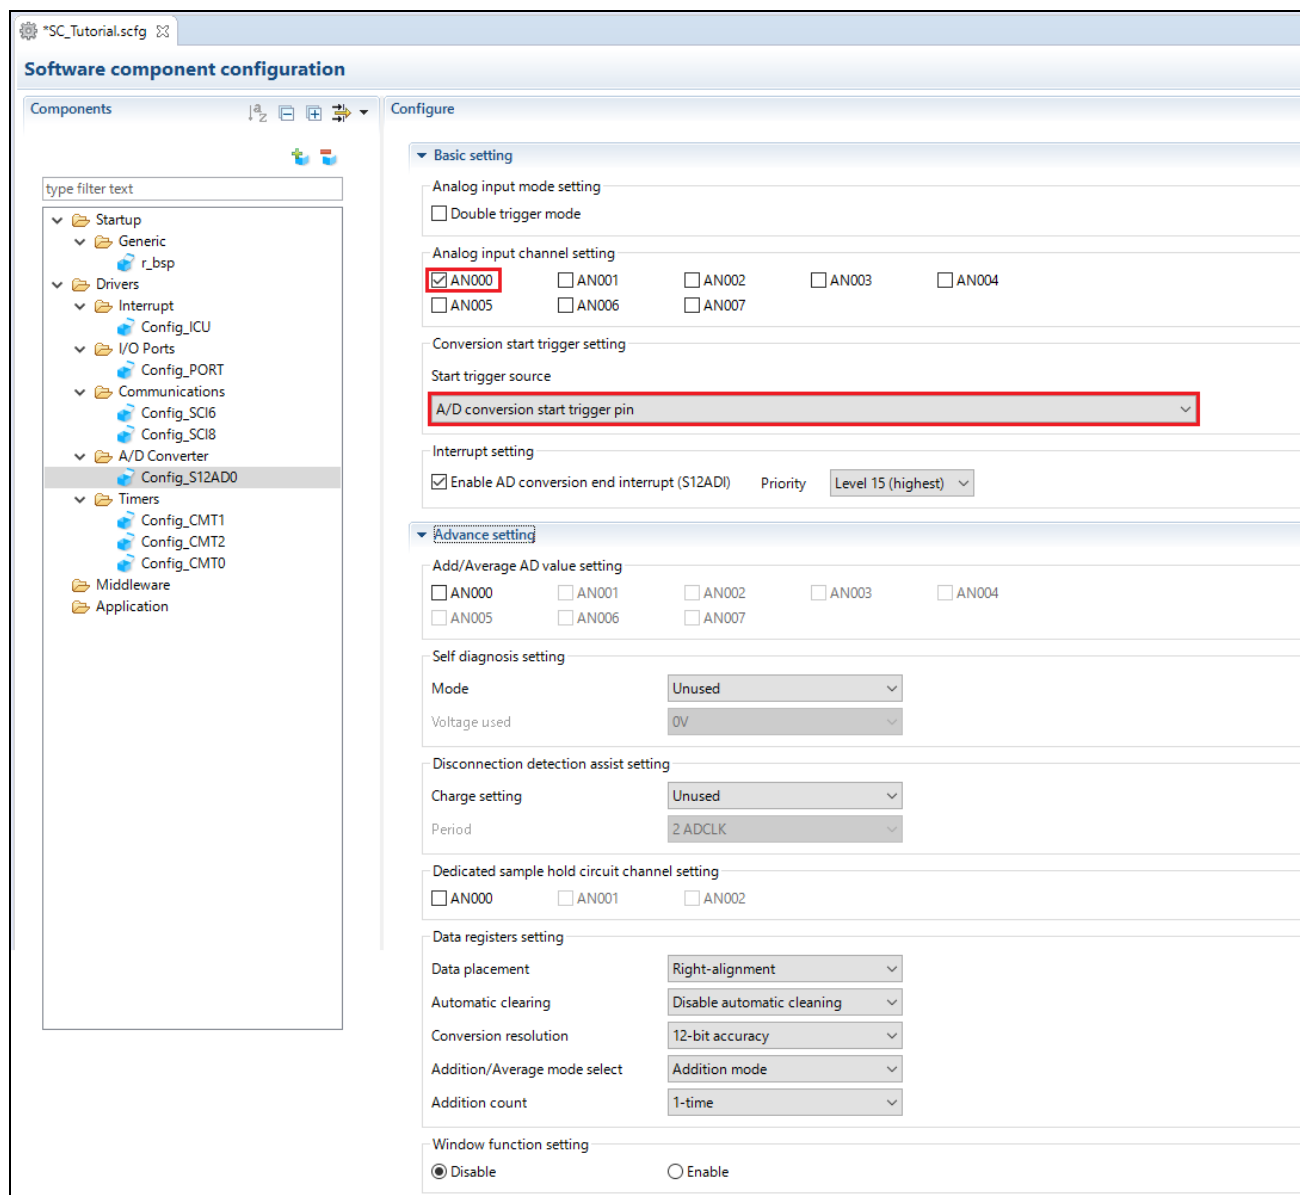 *SC_Tutorial.scfg
Software component configuration
Components
type filter text
Startup
Generic
r_bsp
Drivers
Interrupt
Config_ICU
I/O Ports
Config_PORT
Communications
Config_SCI6
Config_SCI8
A/D Converter
Config_S12AD0
Timers
Config_CMT1
Config_CMT2
Config_CMT0
Middleware
Application
Configure
Basic setting
Analog input mode setting
Double trigger mode
Analog input channel setting
AN000 AN001 AN002 AN003 AN004
AN005 AN006 AN007
Conversion start trigger setting
Start trigger source
A/D conversion start trigger pin
Interrupt setting
Enable AD conversion end interrupt (S12ADI) Priority Level 15 (highest)
Advance setting
Add/Average AD value setting
AN000 AN001 AN002 AN003 AN004
AN005 AN006 AN007
Self diagnosis setting
Mode Unused
Voltage used 0V
Disconnection detection assist setting
Charge setting Unused
Period 2 ADCLK
Dedicated sample hold circuit channel setting
AN000 AN001 AN002
Data registers setting
Data placement Right-alignment
Automatic clearing Disable automatic cleaning
Conversion resolution 12-bit accuracy
Addition/Average mode select Addition mode
Addition count 1-time
Window function setting
Disable Enable